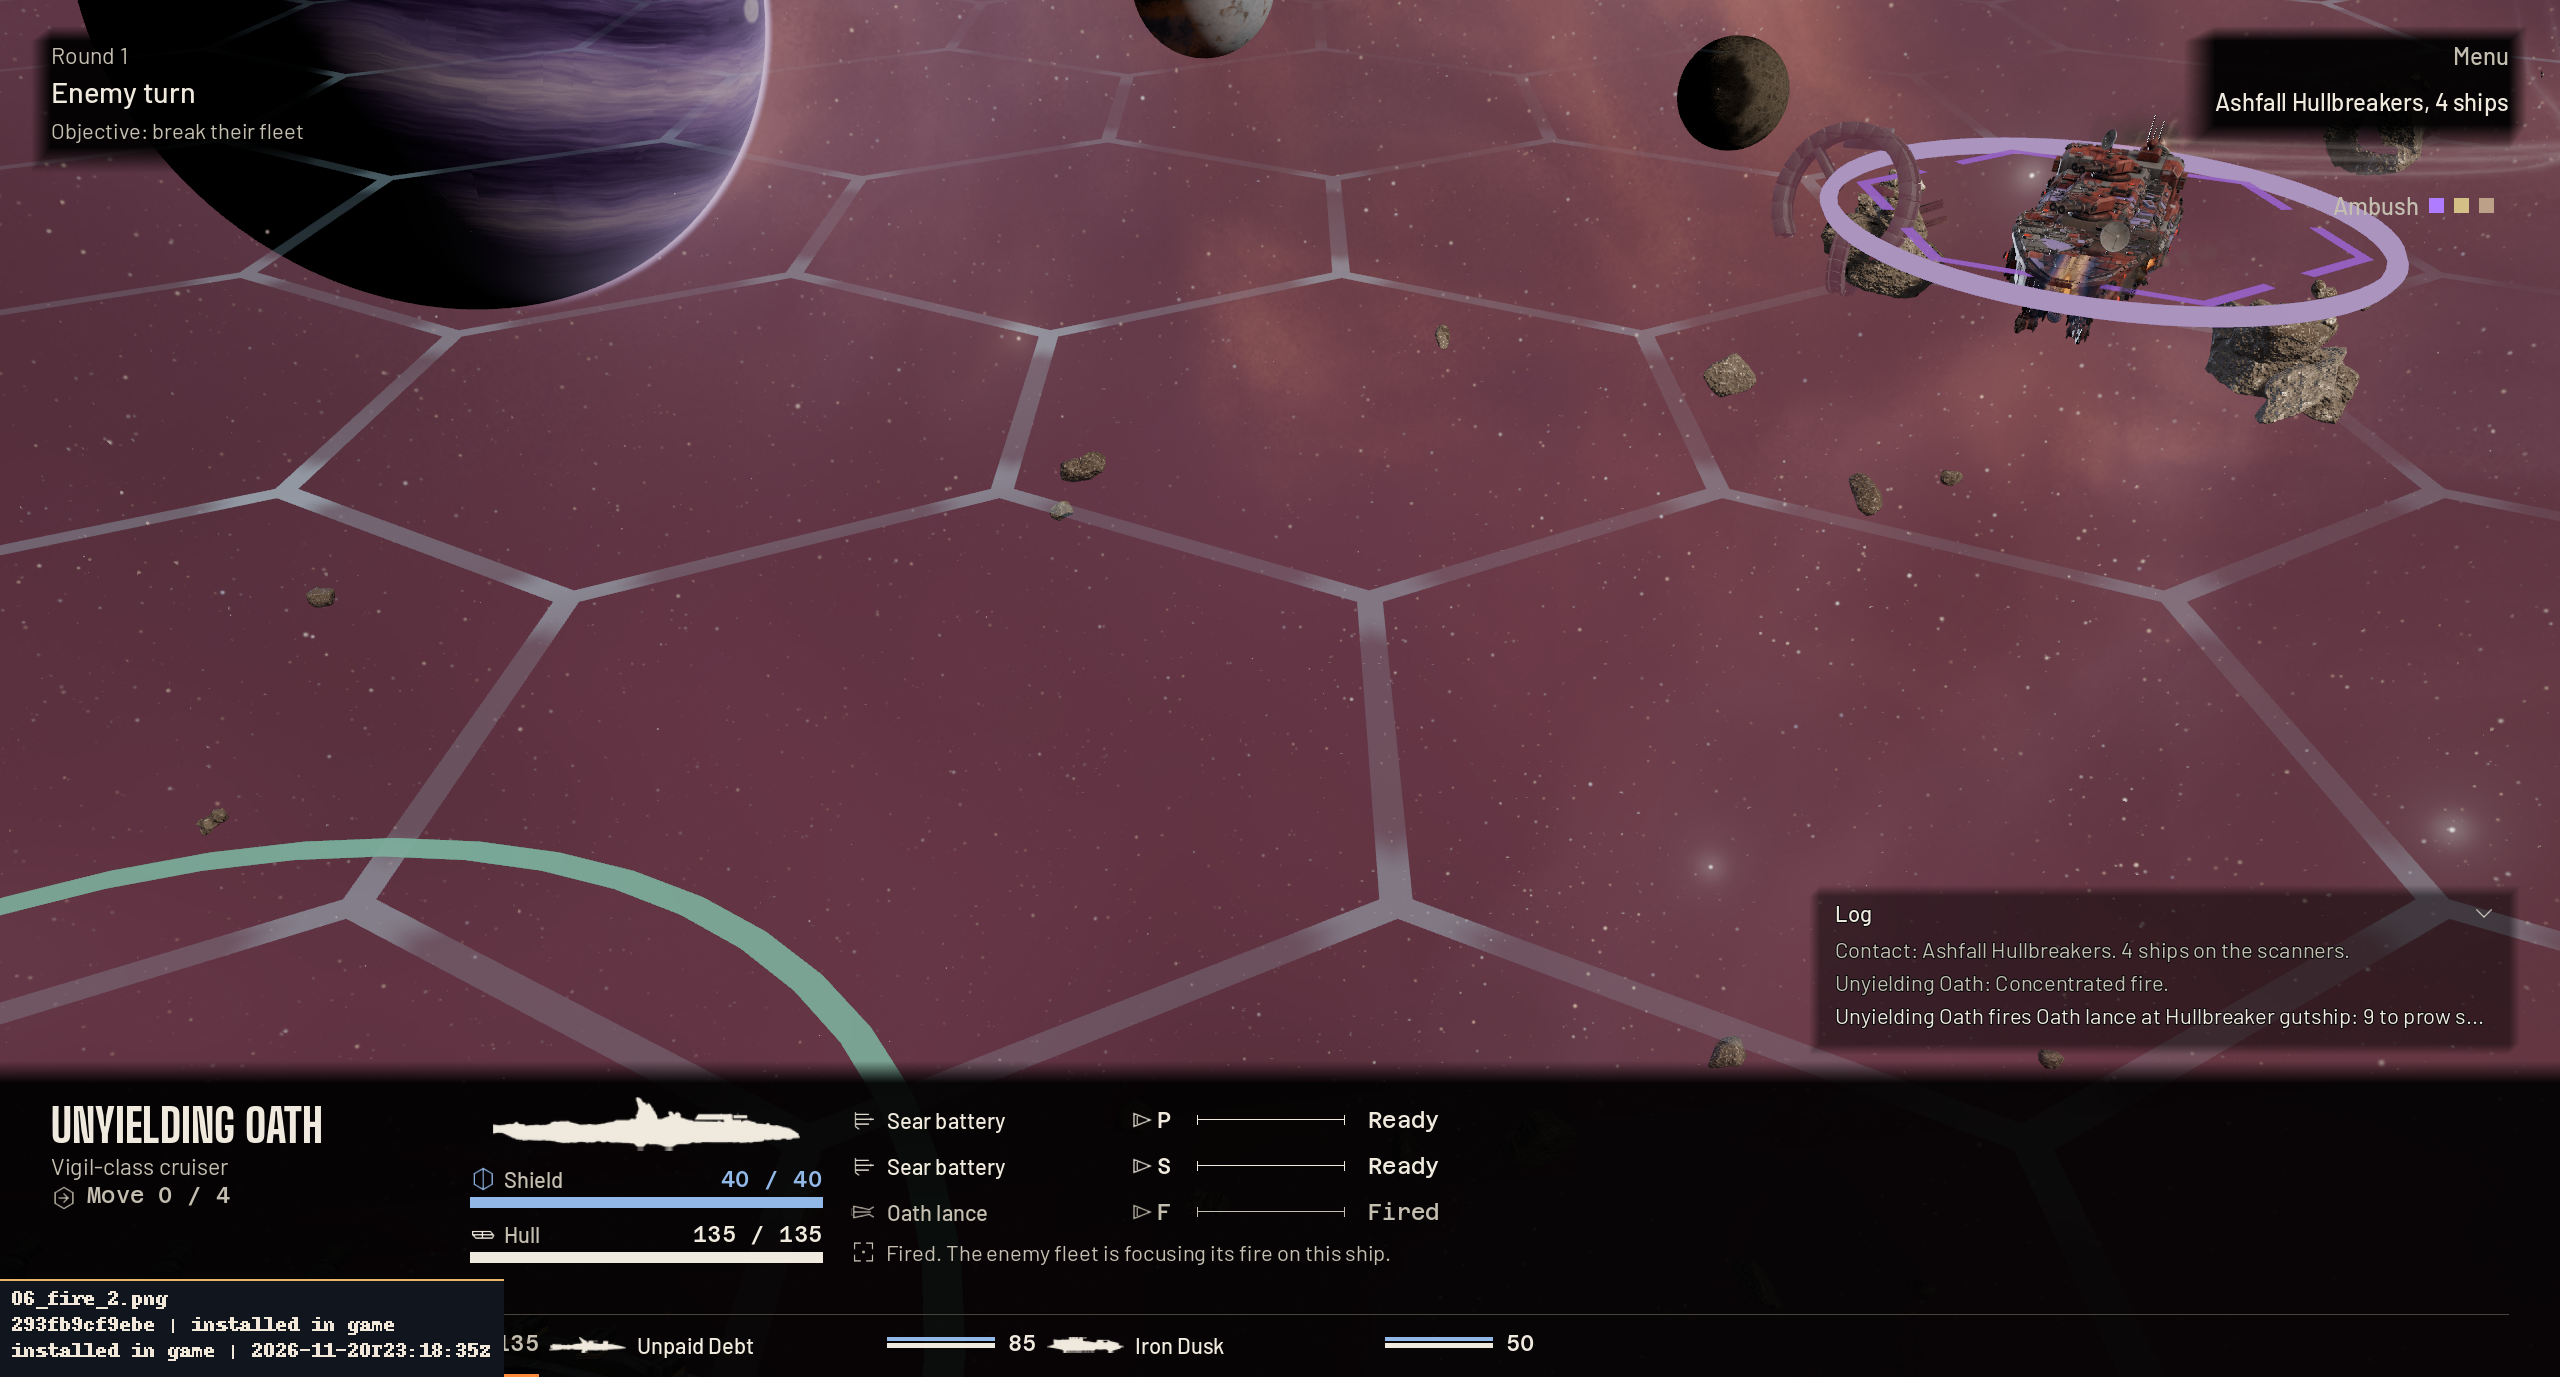 Round 1
Enemy turn
Objective: break their fleet
Menu
Ashfall Hullbreakers, 4 ships
Ambush
Log
Contact: Ashfall Hullbreakers. 4 ships on the scanners.
Unyielding Oath: Concentrated fire.
Unyielding Oath fires Oath lance at Hullbreaker gutship: 9 to prow s...
UNYIELDING OATH
Vigil-class cruiser
Move 0 / 4
Shield 40 / 40
Hull 135 / 135
Sear battery P Ready
Sear battery S Ready
Oath lance F Fired
Fired. The enemy fleet is focusing its fire on this ship.
06_fire_2.png
293fb9cf9ebe | installed in game
installed in game | 2026-11-20T23:18:35Z
135 Unpaid Debt 85 Iron Dusk 50